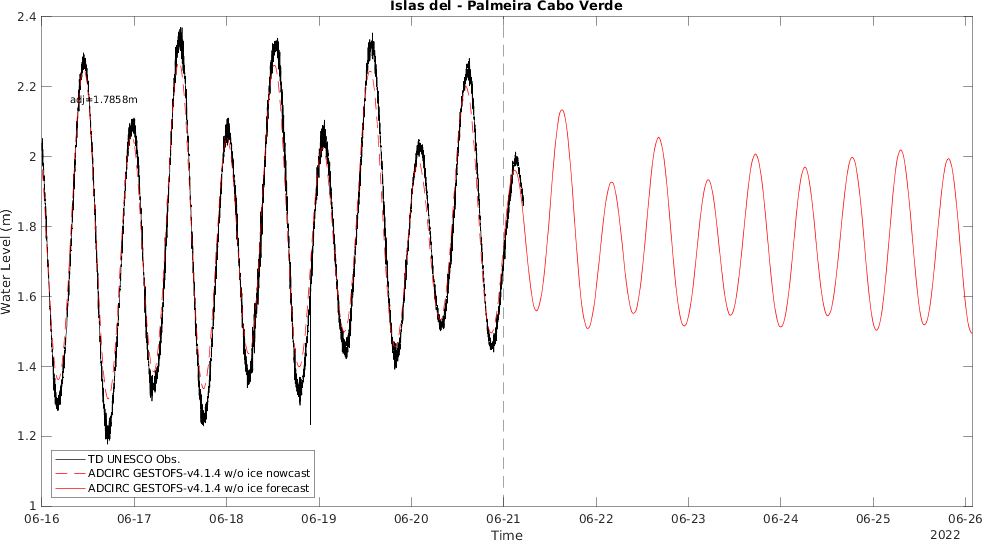 Islas del - Palmeira Cabo Verde
2.4
2.2
2
1.8
1.6
1.4
1.2
1
Water Level (m)
adj=1.7858m
TD UNESCO Obs.
ADCIRC GESTOFS-v4.1.4 w/o ice nowcast
ADCIRC GESTOFS-v4.1.4 w/o ice forecast
06-16 06-17 06-18 06-19 06-20 06-21 06-22 06-23 06-24 06-25 06-26
Time
2022